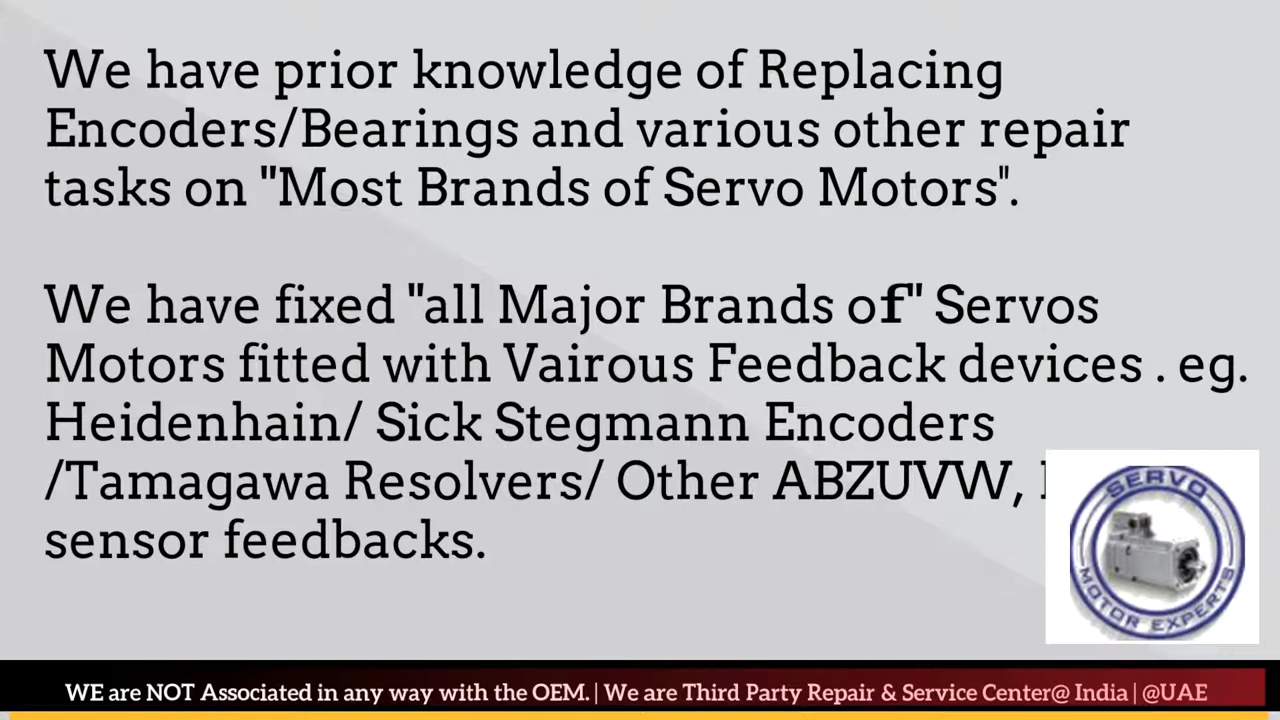 We have prior knowledge of Replacing
Encoders/Bearings and various other repair
tasks on "Most Brands of Servo Motors".
We have fixed "all Major Brands of" Servos
Motors fitted with Vairous Feedback devices . eg.
Heidenhain/ Sick Stegmann Encoders
/Tamagawa Resolvers/ Other ABZUVW,
sensor feedbacks.
SERVO
MOTOR EXPERTS
WE are NOT Associated in any way with the OEM. | We are Third Party Repair & Service Center@ India | @UAE